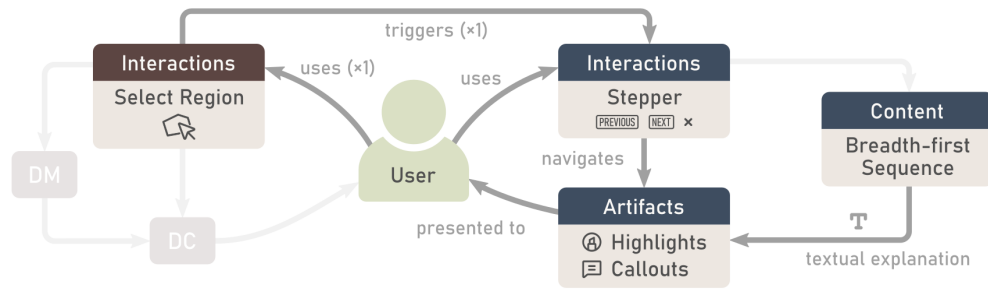 triggers (×1)
Interactions
Select Region
uses (×1)
uses
Interactions
Stepper
PREVIOUS NEXT ×
Content
Breadth-first
Sequence
DM
User
navigates
DC
presented to
Artifacts
Highlights
Callouts
T
textual explanation